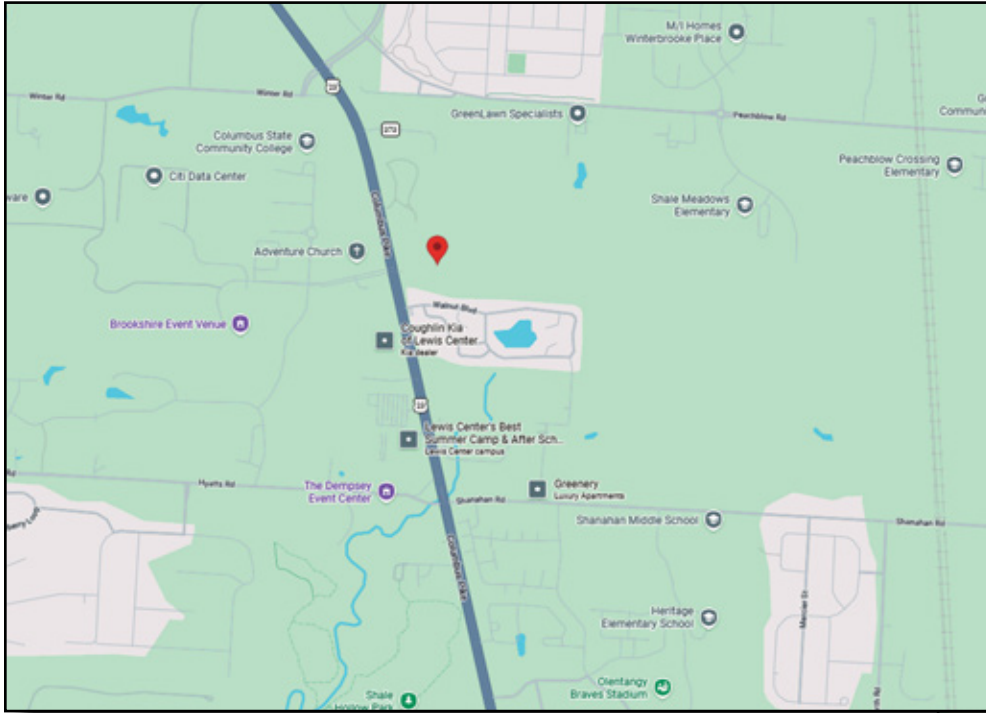 M/I Homes
Winterbrooke Place
23
Winter Rd
Winter Rd
GreenLawn Specialists
Peachblow Rd
Columbus State
Community College
Peachblow Crossing
Elementary
Citi Data Center
ware
Shale Meadows
Elementary
Columbus Pike
Adventure Church
Walnut Blvd
Brookshire Event Venue
Coughlin Kia
of Lewis Center
Kia dealer
23
Lewis Center's Best
Summer Camp & After Sch...
Lewis Center campus
Hyatts Rd
The Dempsey
Event Center
Greenery
Luxury Apartments
Shanahan Middle School
Shanahan Rd
Columbus Pike
Heritage
Elementary School
Olentangy
Braves Stadium
Shale
Hollow Park